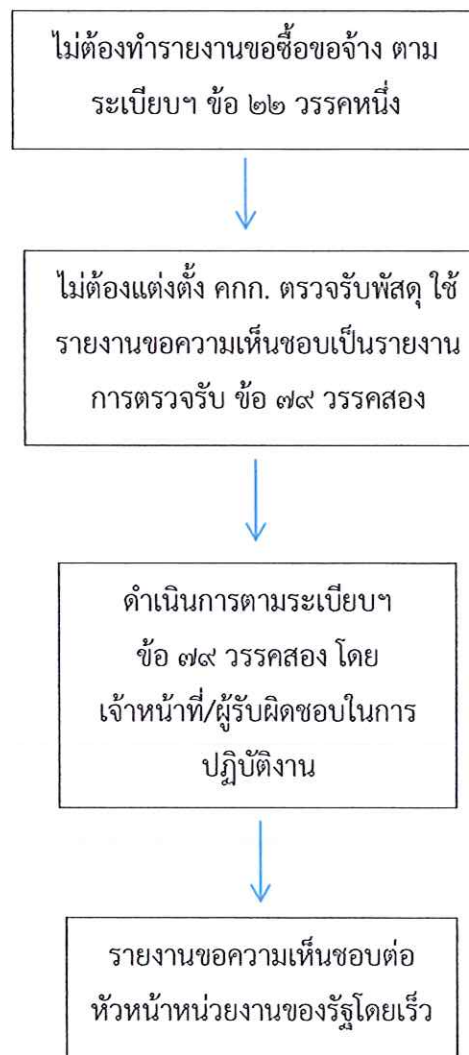 ไม่ต้องทำรายงานขอซื้อขอจ้าง ตาม
ระเบียบฯ ข้อ ๒๒ วรรคหนึ่ง
ไม่ต้องแต่งตั้ง คกก. ตรวจรับพัสดุ ใช้
รายงานขอความเห็นชอบเป็นรายงาน
การตรวจรับ ข้อ ๗๙ วรรคสอง
ดำเนินการตามระเบียบฯ
ข้อ ๗๙ วรรคสอง โดย
เจ้าหน้าที่/ผู้รับผิดชอบในการ
ปฏิบัติงาน
รายงานขอความเห็นชอบต่อ
หัวหน้าหน่วยงานของรัฐโดยเร็ว